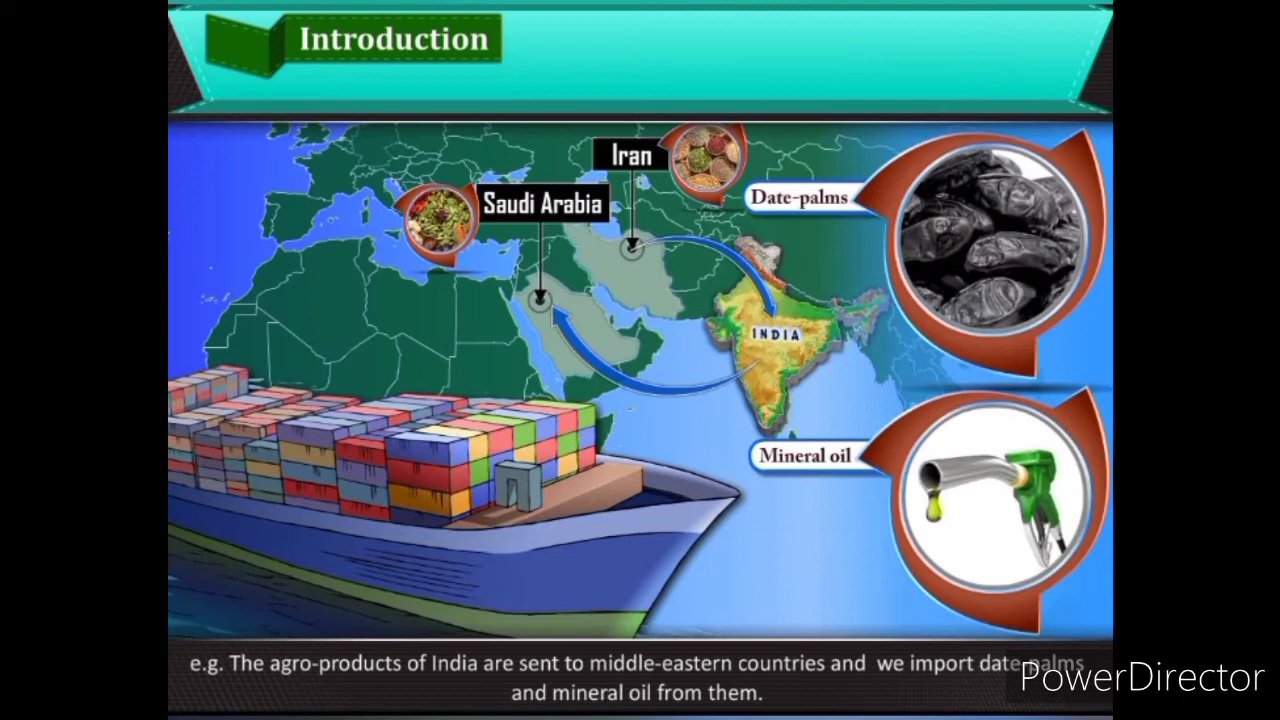 Introduction
Iran
Saudi Arabia
Date-palms
INDIA
Mineral oil
e.g. The agro-products of India are sent to middle-eastern countries and we import date-palms
and mineral oil from them.
PowerDirector